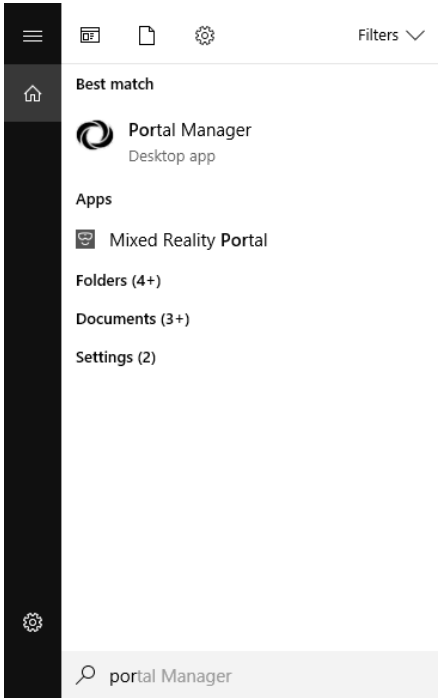 Filters
Best match
Portal Manager
Desktop app
Apps
Mixed Reality Portal
Folders (4+)
Documents (3+)
Settings (2)
portal Manager